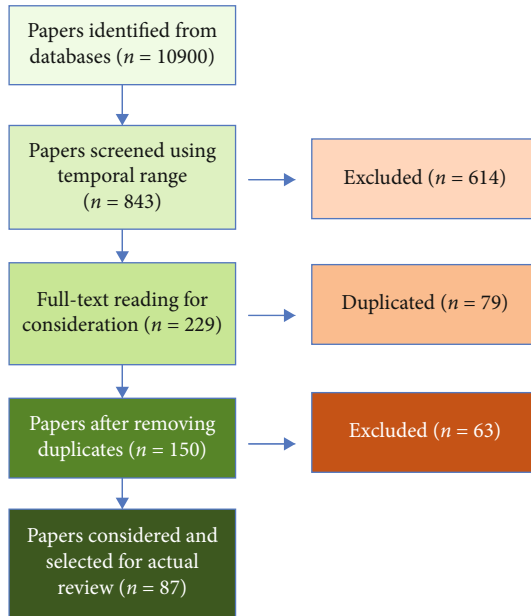 Papers identified from
databases (n = 10900)
Papers screened using
temporal range
(n = 843)
Excluded (n = 614)
Full-text reading for
consideration (n = 229)
Duplicated (n = 79)
Papers after removing
duplicates (n = 150)
Excluded (n = 63)
Papers considered and
selected for actual
review (n = 87)